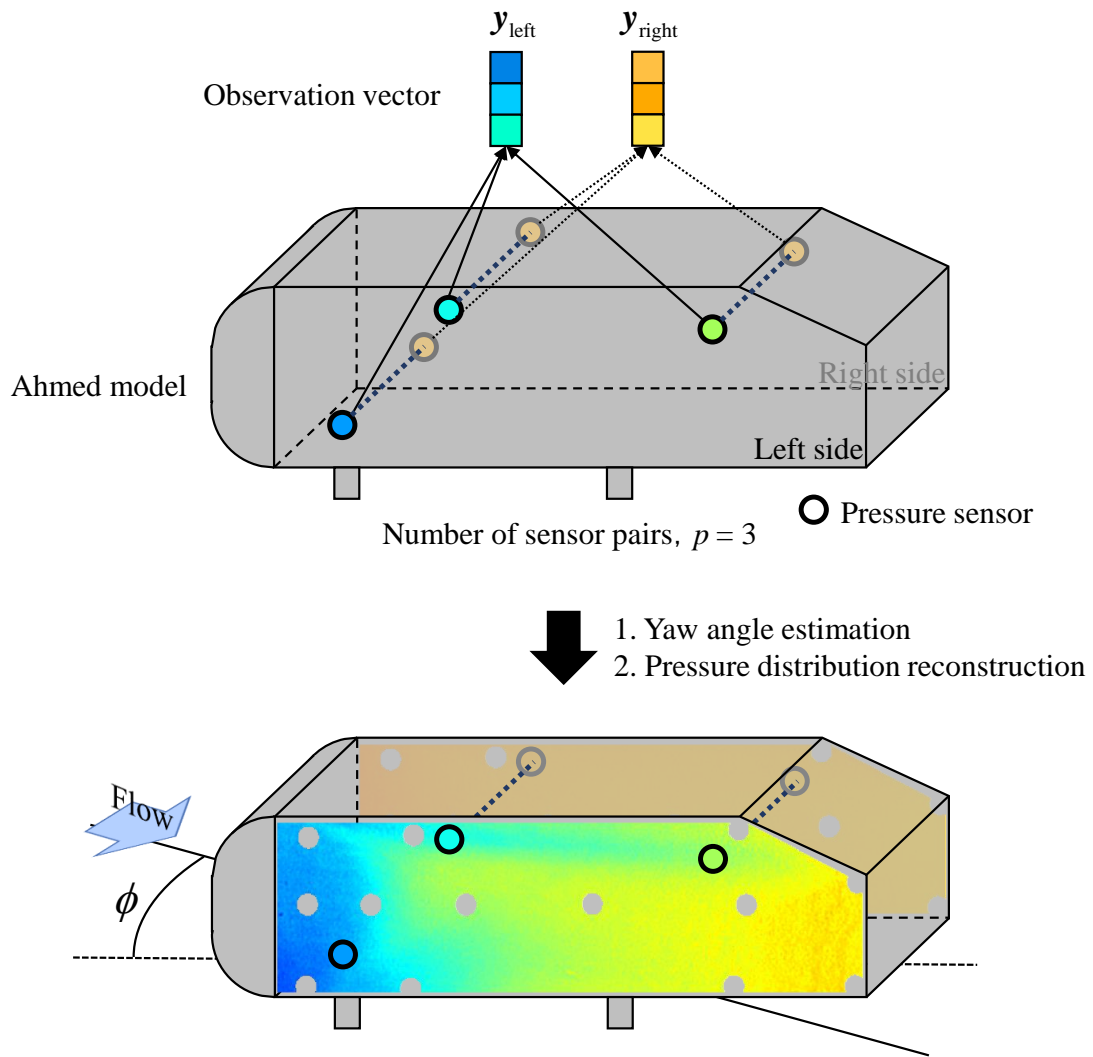 y_left y_right
Observation vector
Ahmed model
Right side
Left side
Pressure sensor
Number of sensor pairs, p = 3
1. Yaw angle estimation
2. Pressure distribution reconstruction
Flow
ϕ